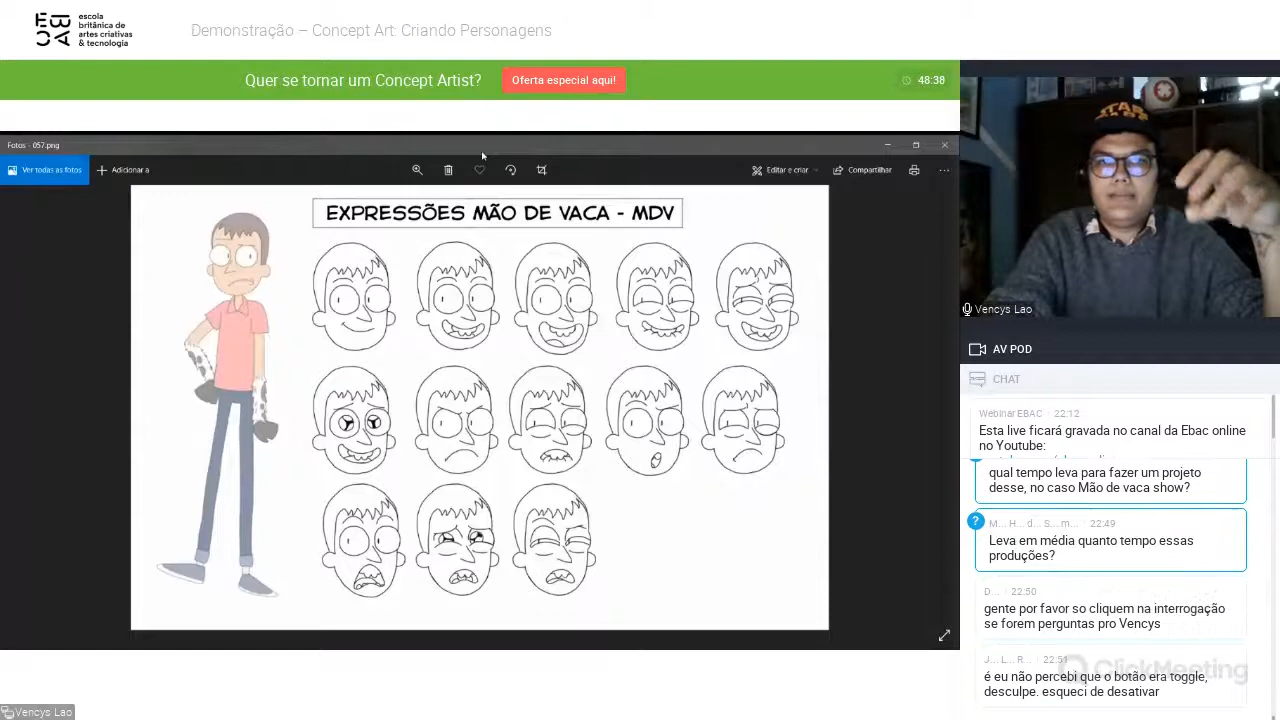 escola
britânica de
artes criativas
& tecnologia
Demonstração – Concept Art: Criando Personagens
Quer se tornar um Concept Artist?
Oferta especial aqui!
48:38
Fotos - 057.png
Ver todas as fotos
Adicionar a
Editar e criar
Compartilhar
EXPRESSÕES MÃO DE VACA - MDV
Vencys Lao
AV POD
CHAT
Webinar EBAC · 22:12
Esta live ficará gravada no canal da Ebac online
no Youtube:
qual tempo leva para fazer um projeto
desse, no caso Mão de vaca show?
?
M... H... d... S... m... · 22:49
Leva em média quanto tempo essas
produções?
D... · 22:50
gente por favor so cliquem na interrogação
se forem perguntas pro Vencys
J... L... R... · 22:51
é eu não percebi que o botão era toggle,
desculpe. esqueci de desativar
ClickMeeting
Vencys Lao